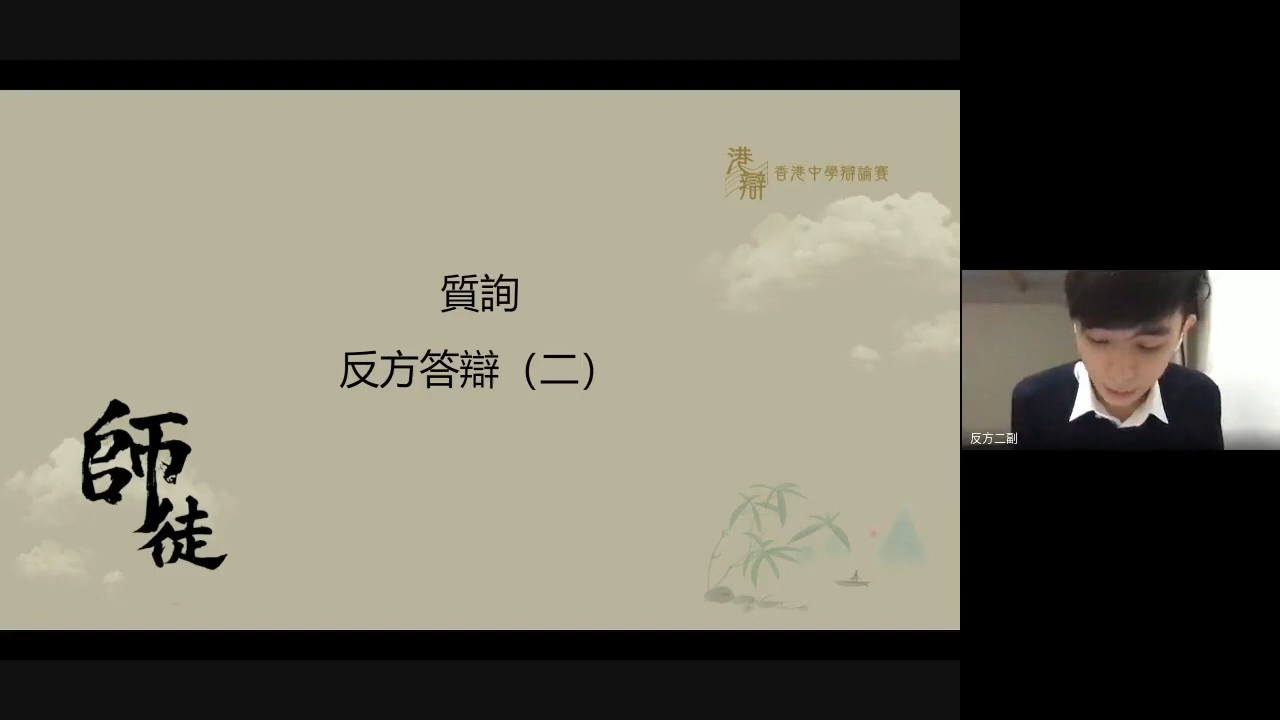 港辯
香港中學辯論賽
質詢
反方答辯（二）
師徒
反方二副